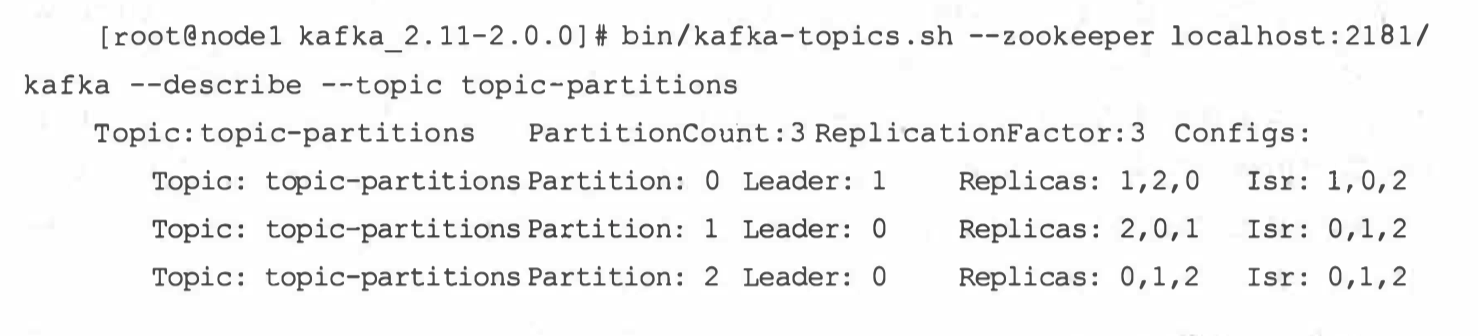 [root@node1 kafka_2.11-2.0.0]# bin/kafka-topics.sh --zookeeper localhost:2181/
kafka --describe --topic topic-partitions
Topic:topic-partitions PartitionCount:3 ReplicationFactor:3 Configs:
Topic: topic-partitions Partition: 0 Leader: 1 Replicas: 1,2,0 Isr: 1,0,2
Topic: topic-partitions Partition: 1 Leader: 0 Replicas: 2,0,1 Isr: 0,1,2
Topic: topic-partitions Partition: 2 Leader: 0 Replicas: 0,1,2 Isr: 0,1,2